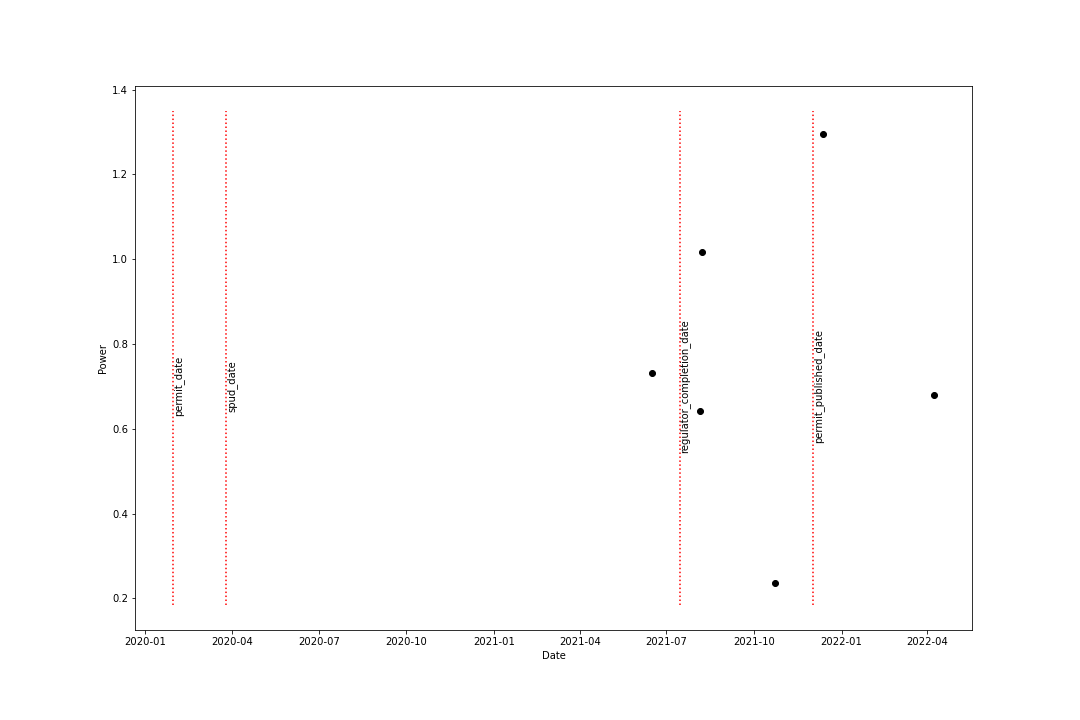 1.4
1.2
1.0
0.8
0.6
0.4
0.2
Power
permit_date
spud_date
regulator_completion_date
permit_published_date
2020-01
2020-04
2020-07
2020-10
2021-01
2021-04
2021-07
2021-10
2022-01
2022-04
Date